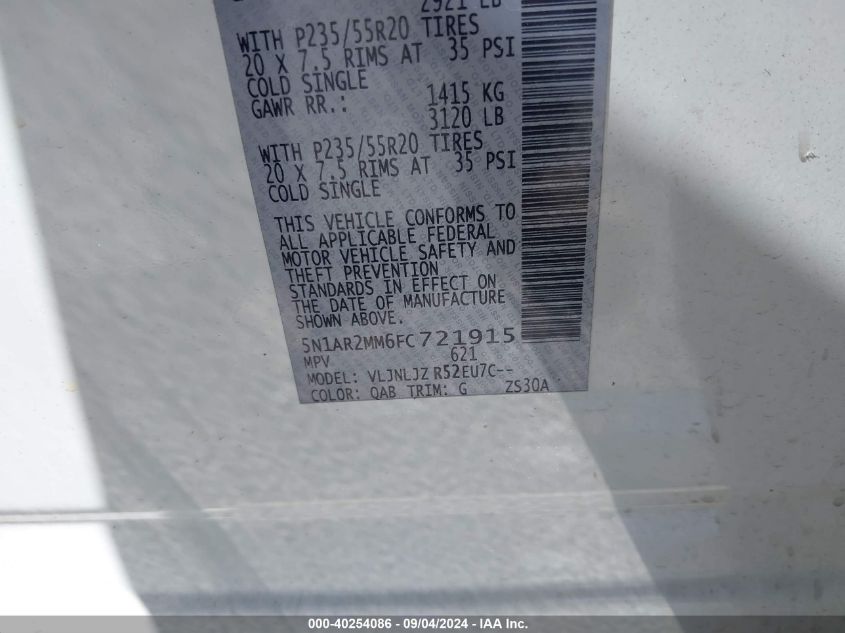 2921 LB
WITH P235/55R20 TIRES
20 X 7.5 RIMS AT 35 PSI
COLD SINGLE
GAWR RR.: 1415 KG
3120 LB
WITH P235/55R20 TIRES
20 X 7.5 RIMS AT 35 PSI
COLD SINGLE
THIS VEHICLE CONFORMS TO
ALL APPLICABLE FEDERAL
MOTOR VEHICLE SAFETY AND
THEFT PREVENTION
STANDARDS IN EFFECT ON
THE DATE OF MANUFACTURE
SHOWN ABOVE.
5N1AR2MM6FC721915
MPV 621
MODEL: VLJNLJZ R52EU7C--
COLOR: QAB TRIM: G ZS30A
000-40254086 - 09/04/2024 - IAA Inc.